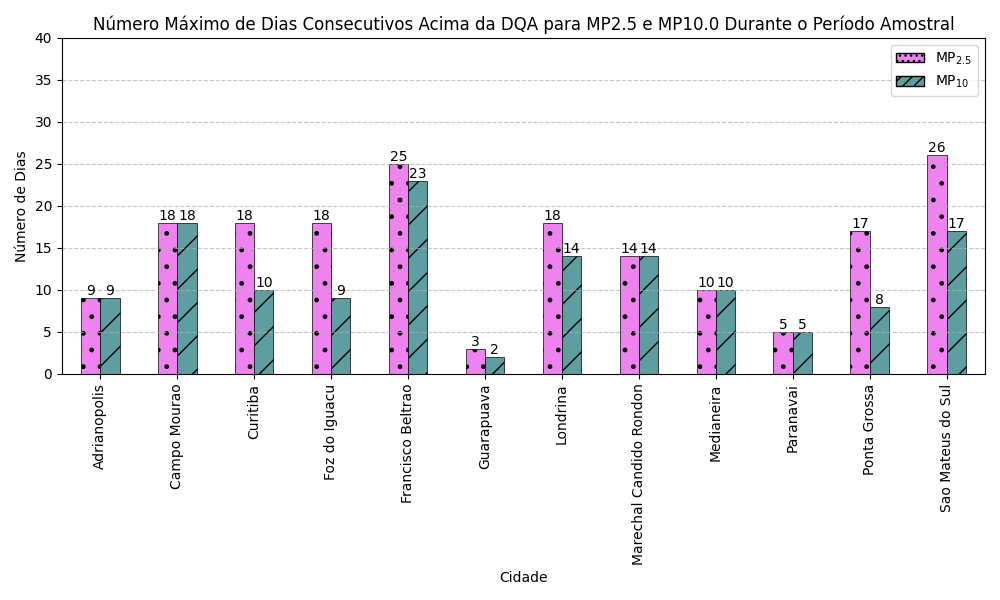 Número Máximo de Dias Consecutivos Acima da DQA para MP2.5 e MP10.0 Durante o Período Amostral
MP2.5
MP10
Número de Dias
40
35
30
25
20
15
10
5
0
9 9
18 18
18 10
18 9
25 23
3 2
18 14
14 14
10 10
5 5
17 8
26 17
Adrianopolis
Campo Mourao
Curitiba
Foz do Iguacu
Francisco Beltrao
Guarapuava
Londrina
Marechal Candido Rondon
Medianeira
Paranavai
Ponta Grossa
Sao Mateus do Sul
Cidade